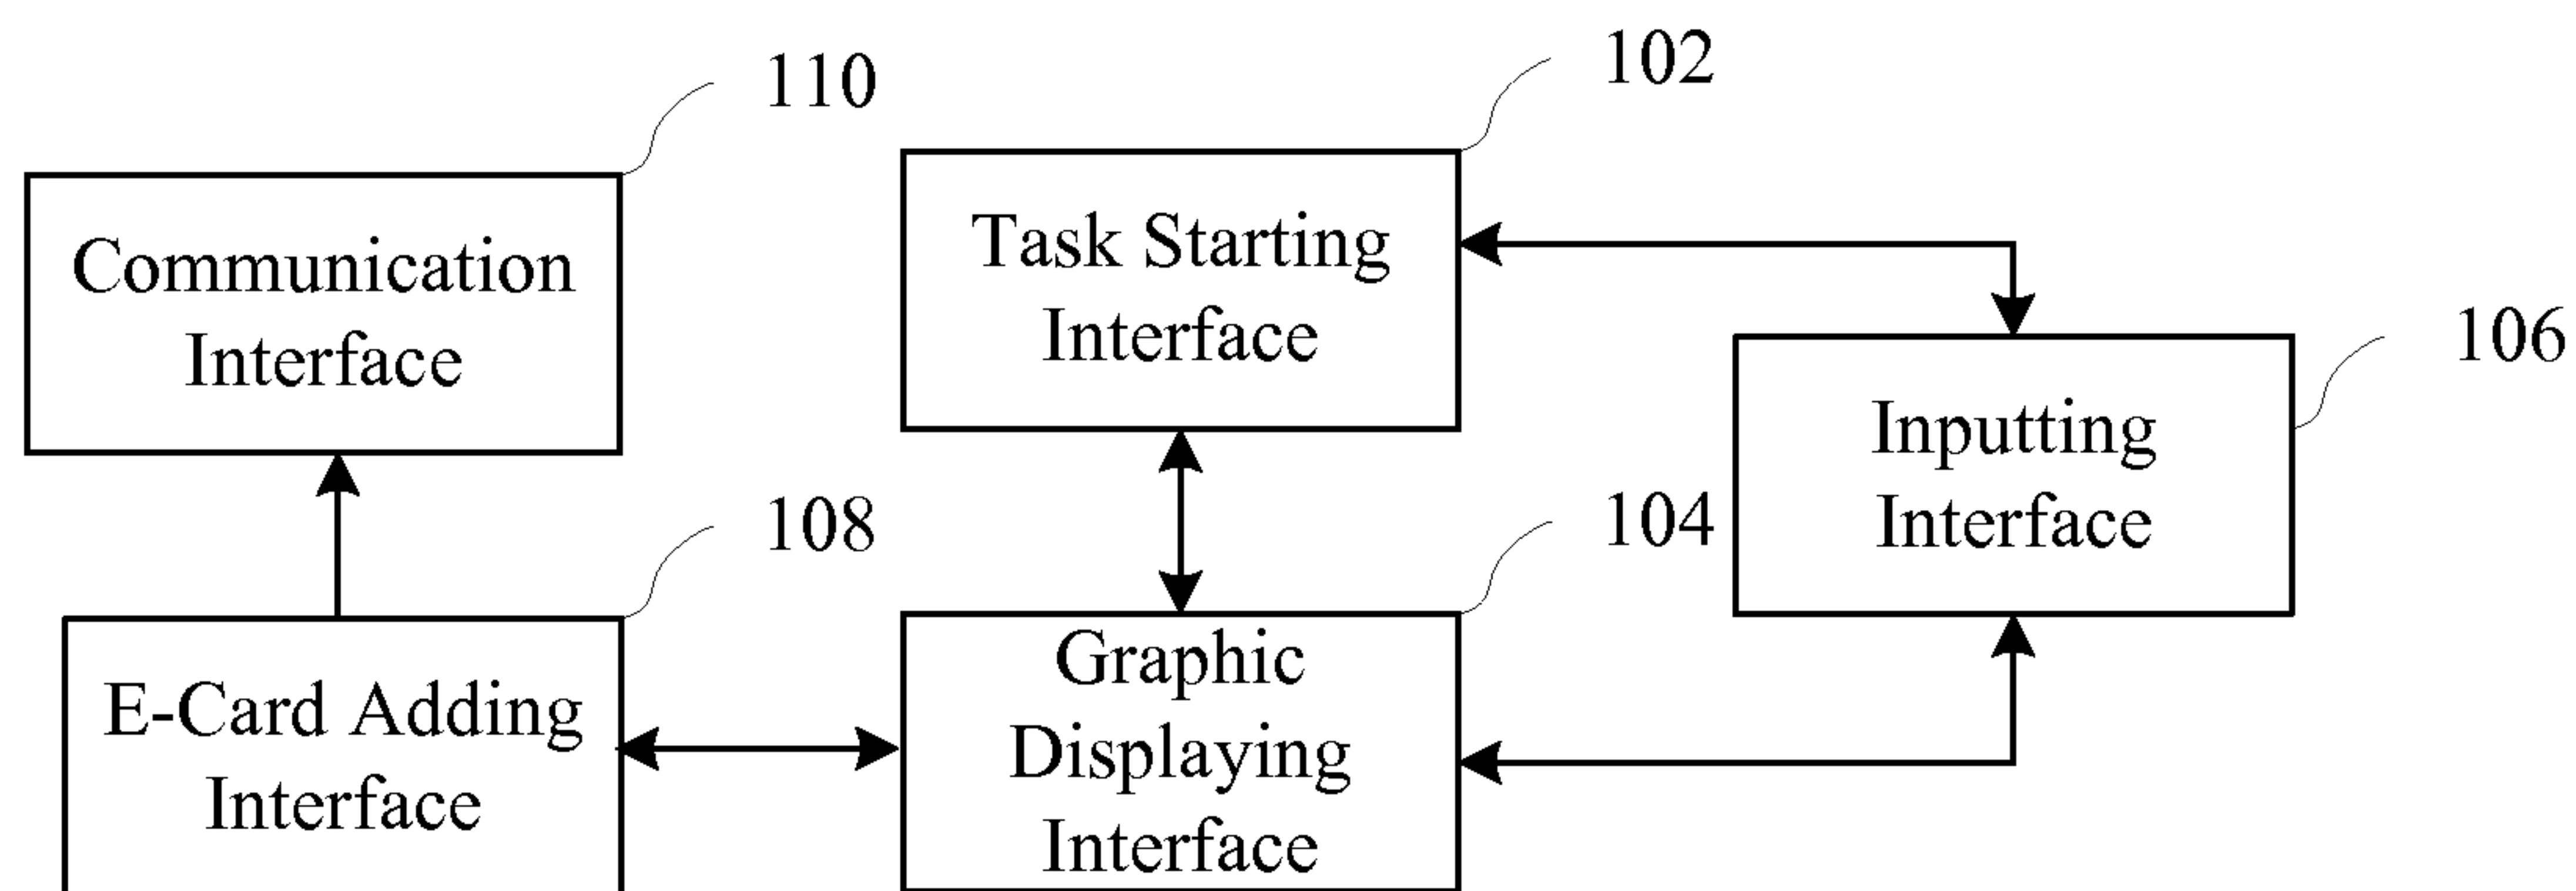 110
102
Communication
Interface
Task Starting
Interface
106
Inputting
Interface
108
104
E-Card Adding
Interface
Graphic
Displaying
Interface